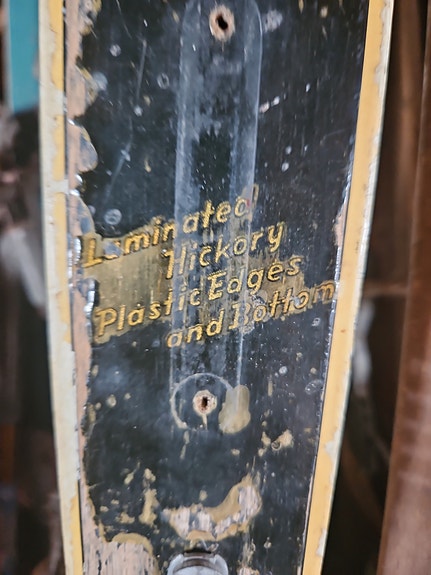 Laminated
Hickory
Plastic Edges
and Bottom